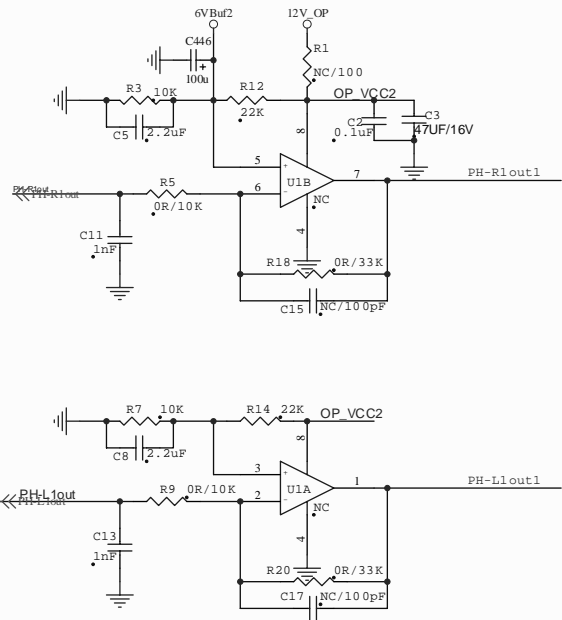 6VBuf2
12V_OP
C446
R1
100u
NC/100
R3 10K
R12
OP_VCC2
22K
C5 2.2uF
C2
0.1uF
C3
47UF/16V
8
5
U1B
7
PH-R1out1
PH-R1out
R5
6
0R/10K
NC
4
C11
1nF
R18
0R/33K
C15
NC/100pF
R7 10K
R14 22K
OP_VCC2
C8 2.2uF
8
3
U1A
1
PH-L1out1
PH-L1out
PH-L1out
R9 0R/10K
2
NC
4
C13
1nF
R20
0R/33K
C17
NC/100pF